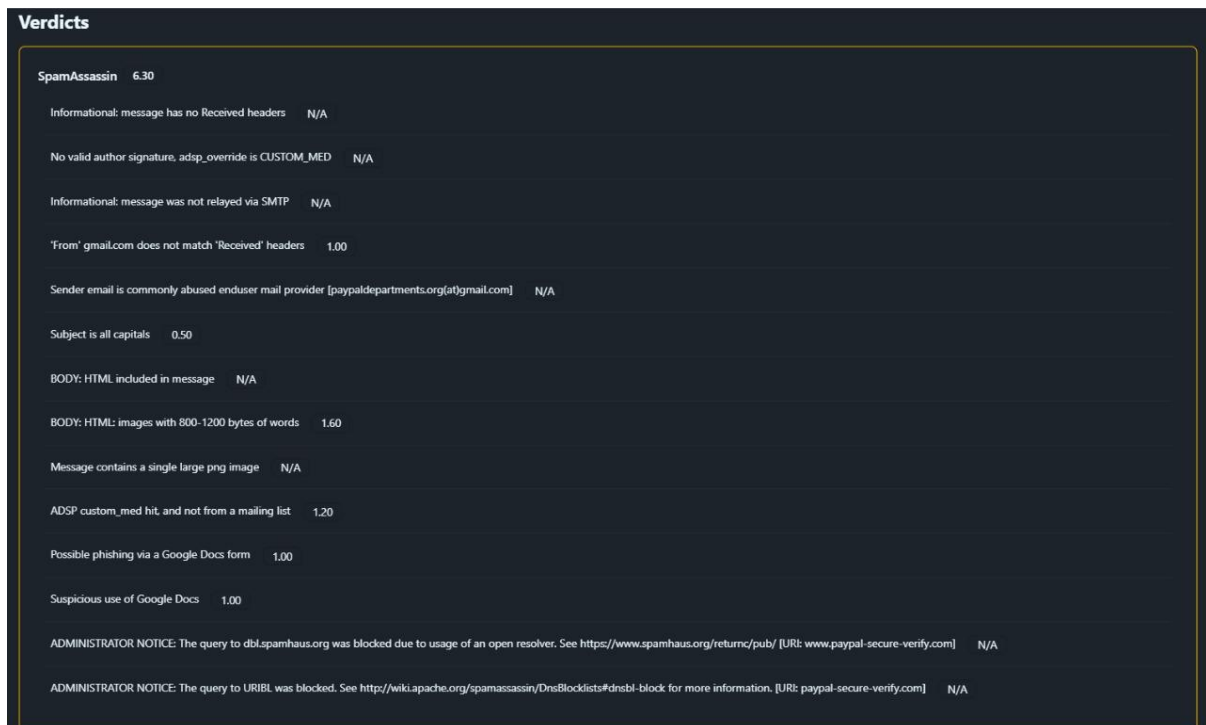 Verdicts
SpamAssassin 6.30
Informational: message has no Received headers N/A
No valid author signature, adsp_override is CUSTOM_MED N/A
Informational: message was not relayed via SMTP N/A
'From' gmail.com does not match 'Received' headers 1.00
Sender email is commonly abused enduser mail provider [paypaldepartments.org(at)gmail.com] N/A
Subject is all capitals 0.50
BODY: HTML included in message N/A
BODY: HTML: images with 800-1200 bytes of words 1.60
Message contains a single large png image N/A
ADSP custom_med hit, and not from a mailing list 1.20
Possible phishing via a Google Docs form 1.00
Suspicious use of Google Docs 1.00
ADMINISTRATOR NOTICE: The query to dbl.spamhaus.org was blocked due to usage of an open resolver. See https://www.spamhaus.org/returnc/pub/ [URI: www.paypal-secure-verify.com] N/A
ADMINISTRATOR NOTICE: The query to URIBL was blocked. See http://wiki.apache.org/spamassassin/DnsBlocklists#dnsbl-block for more information. [URI: paypal-secure-verify.com] N/A